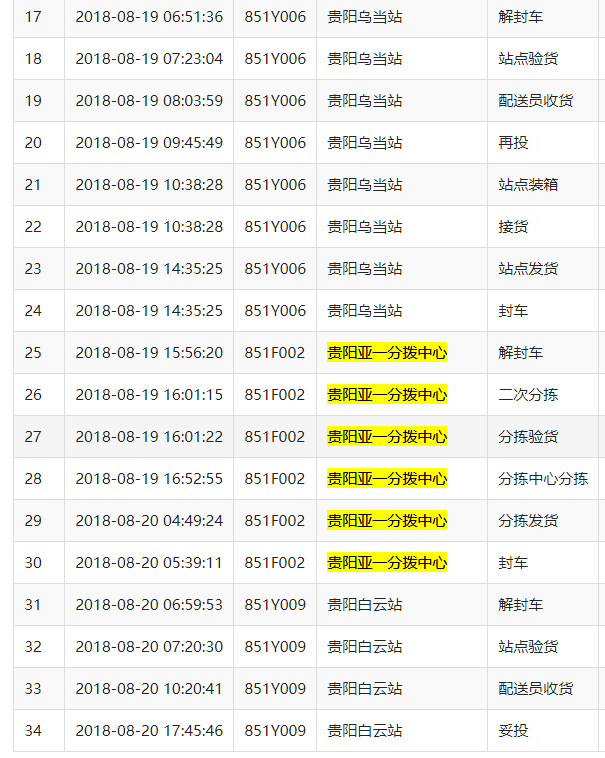 17 2018-08-19 06:51:36 851Y006 贵阳乌当站 解封车
18 2018-08-19 07:23:04 851Y006 贵阳乌当站 站点验货
19 2018-08-19 08:03:59 851Y006 贵阳乌当站 配送员收货
20 2018-08-19 09:45:49 851Y006 贵阳乌当站 再投
21 2018-08-19 10:38:28 851Y006 贵阳乌当站 站点装箱
22 2018-08-19 10:38:28 851Y006 贵阳乌当站 接货
23 2018-08-19 14:35:25 851Y006 贵阳乌当站 站点发货
24 2018-08-19 14:35:25 851Y006 贵阳乌当站 封车
25 2018-08-19 15:56:20 851F002 贵阳亚一分拨中心 解封车
26 2018-08-19 16:01:15 851F002 贵阳亚一分拨中心 二次分拣
27 2018-08-19 16:01:22 851F002 贵阳亚一分拨中心 分拣验货
28 2018-08-19 16:52:55 851F002 贵阳亚一分拨中心 分拣中心分拣
29 2018-08-20 04:49:24 851F002 贵阳亚一分拨中心 分拣发货
30 2018-08-20 05:39:11 851F002 贵阳亚一分拨中心 封车
31 2018-08-20 06:59:53 851Y009 贵阳白云站 解封车
32 2018-08-20 07:20:30 851Y009 贵阳白云站 站点验货
33 2018-08-20 10:20:41 851Y009 贵阳白云站 配送员收货
34 2018-08-20 17:45:46 851Y009 贵阳白云站 妥投